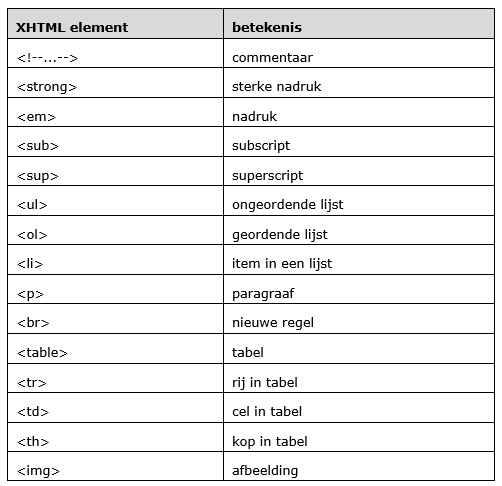 XHTML element betekenis
<!--...--> commentaar
<strong> sterke nadruk
<em> nadruk
<sub> subscript
<sup> superscript
<ul> ongeordende lijst
<ol> geordende lijst
<li> item in een lijst
<p> paragraaf
<br> nieuwe regel
<table> tabel
<tr> rij in tabel
<td> cel in tabel
<th> kop in tabel
<img> afbeelding